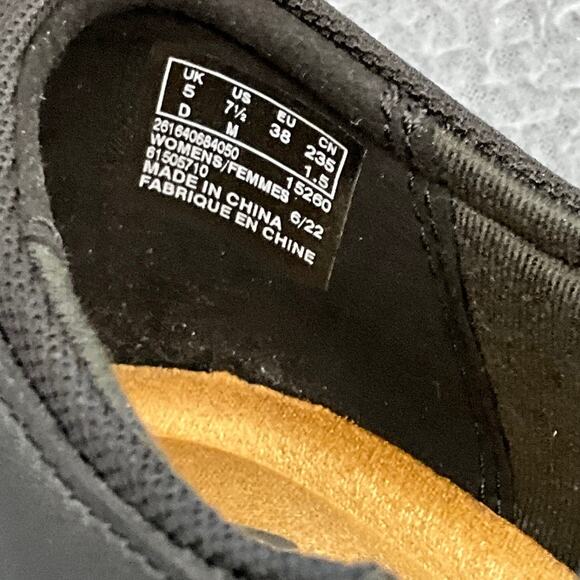 UK US EU CN
5 7½ 38 235
D M 1.5
261640684050 15260
WOMENS/FEMMES
61505710 6/22
MADE IN CHINA
FABRIQUE EN CHINE